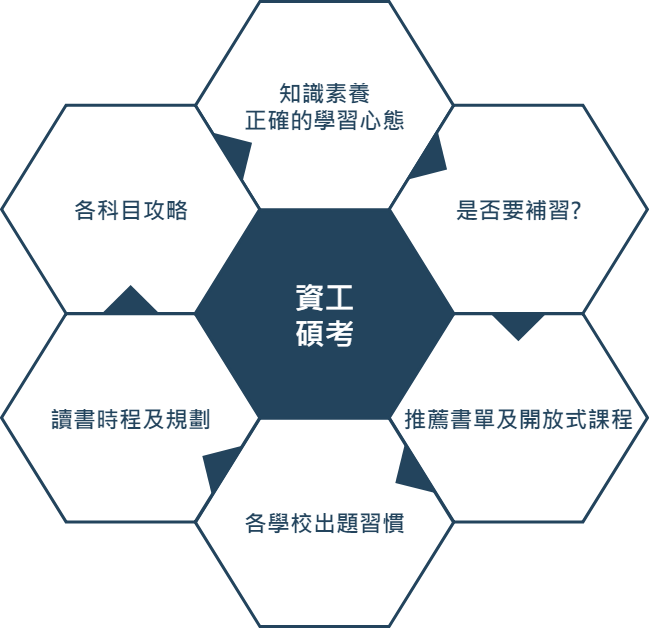 知識素養
正確的學習心態
各科目攻略
是否要補習?
資工
碩考
讀書時程及規劃
推薦書單及開放式課程
各學校出題習慣